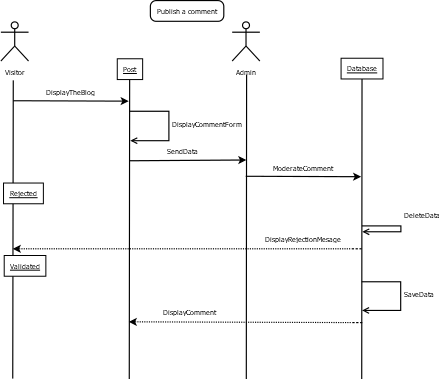 Publish a comment
Visitor
Post
Admin
Database
DisplayTheBlog
DisplayCommentForm
SendData
ModerateComment
Rejected
DeleteData
DisplayRejectionMesage
Validated
SaveData
DisplayComment